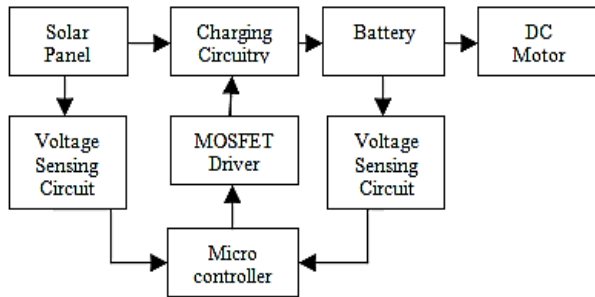 Solar
Panel
Charging
Circuitry
Battery
DC
Motor
Voltage
Sensing
Circuit
MOSFET
Driver
Voltage
Sensing
Circuit
Micro
controller